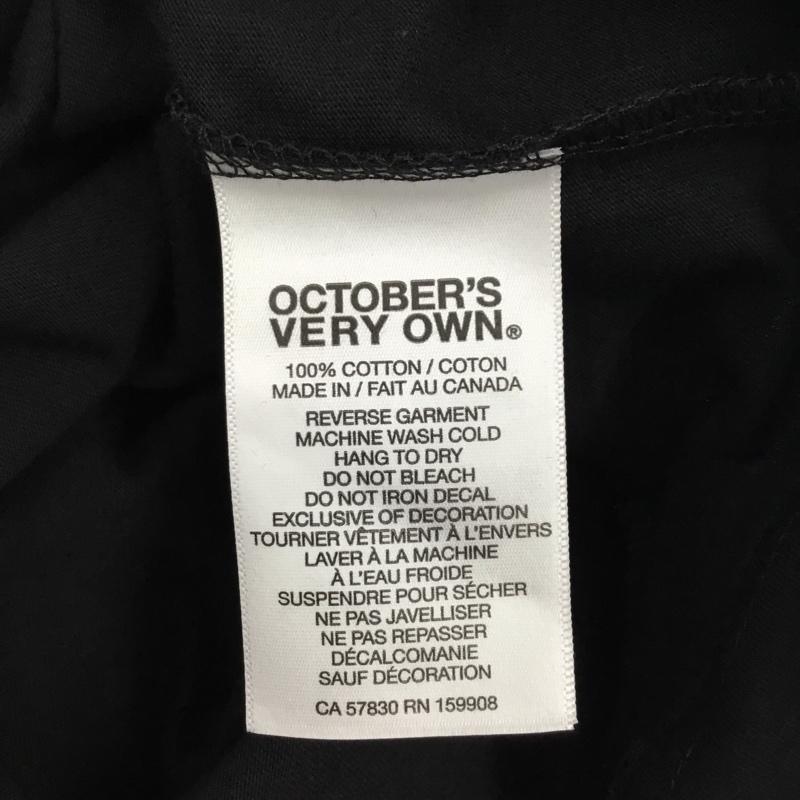 OCTOBER'S
VERY OWN®
100% COTTON / COTON
MADE IN / FAIT AU CANADA
REVERSE GARMENT
MACHINE WASH COLD
HANG TO DRY
DO NOT BLEACH
DO NOT IRON DECAL
EXCLUSIVE OF DECORATION
TOURNER VÊTEMENT À L'ENVERS
LAVER À LA MACHINE
À L'EAU FROIDE
SUSPENDRE POUR SÉCHER
NE PAS JAVELLISER
NE PAS REPASSER
DÉCALCOMANIE
SAUF DÉCORATION
CA 57830 RN 159908